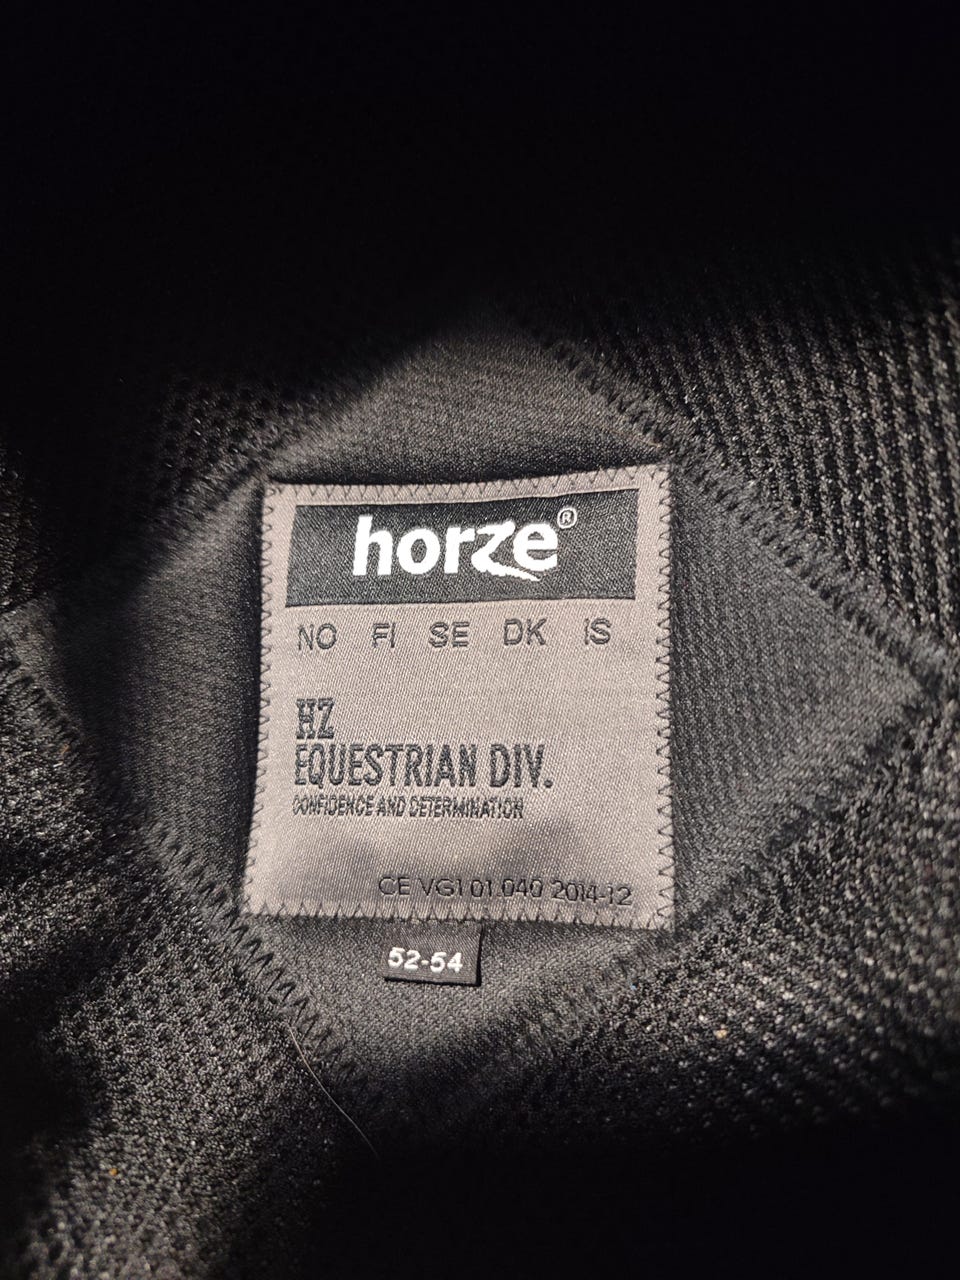 horze®
NO FI SE DK IS
HZ
EQUESTRIAN DIV.
CONFIDENCE AND DETERMINATION
CE VG1 01.040 2014-12
52-54